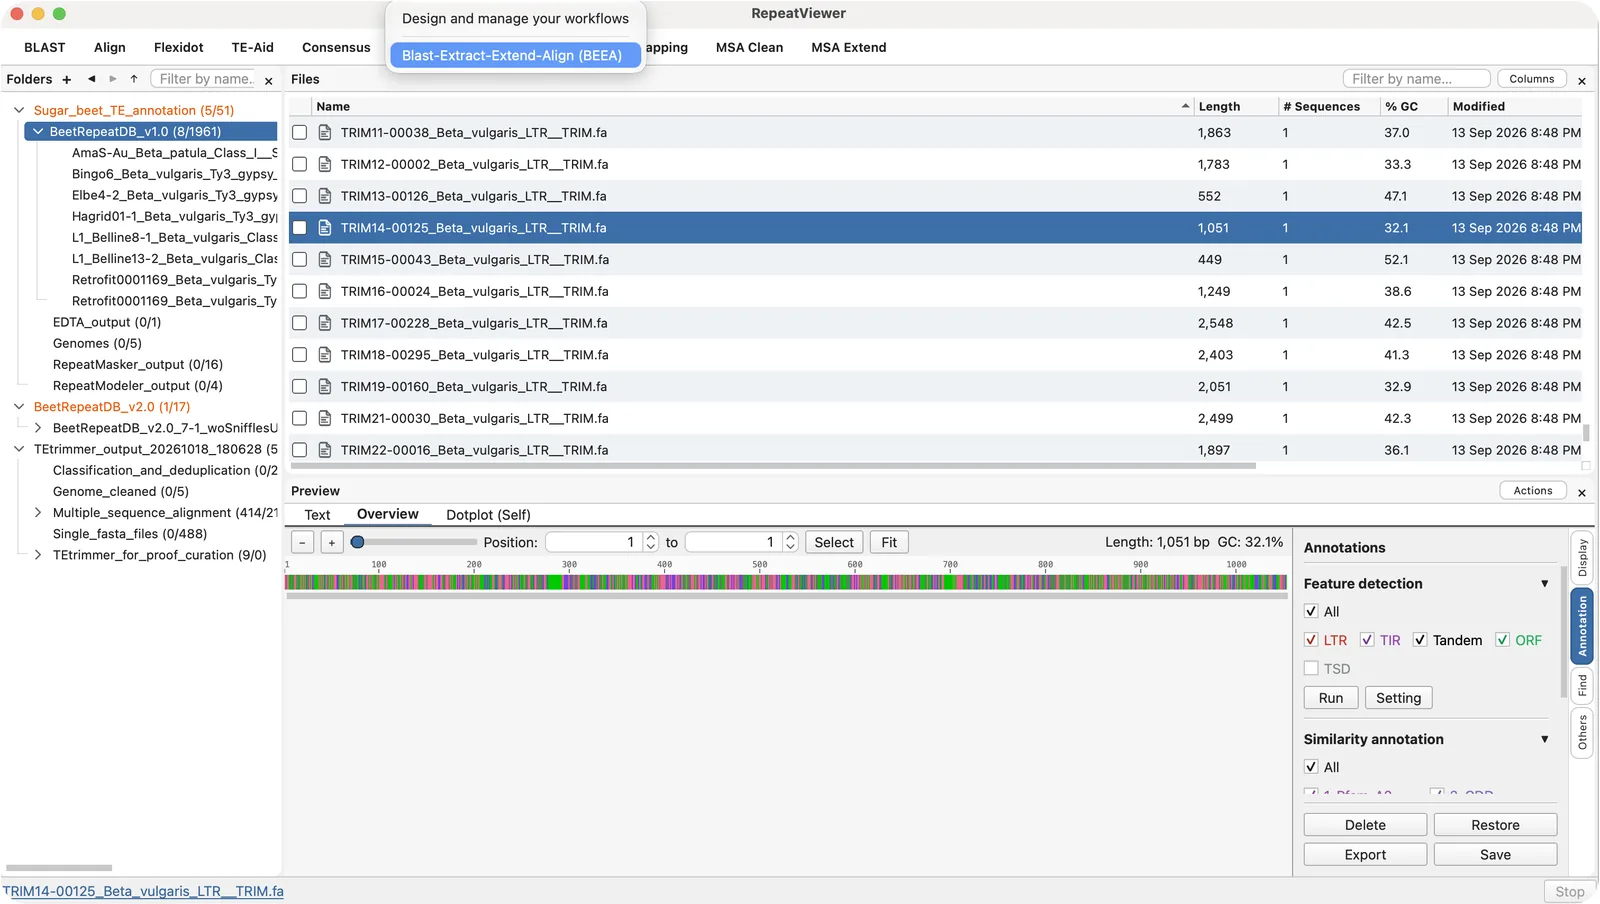 RepeatViewer
Design and manage your workflows
Blast-Extract-Extend-Align (BEEA)
BLAST Align Flexidot TE-Aid Consensus apping MSA Clean MSA Extend
Folders + Filter by name..
Sugar_beet_TE_annotation (5/51)
BeetRepeatDB_v1.0 (8/1961)
AmaS-Au_Beta_patula_Class_I__S
Bingo6_Beta_vulgaris_Ty3_gypsy_
Elbe4-2_Beta_vulgaris_Ty3_gypsy
Hagrid01-1_Beta_vulgaris_Ty3_gyp
L1_Belline8-1_Beta_vulgaris_Class
L1_Belline13-2_Beta_vulgaris_Clas
Retrofit0001169_Beta_vulgaris_Ty
Retrofit0001169_Beta_vulgaris_Ty
EDTA_output (0/1)
Genomes (0/5)
RepeatMasker_output (0/16)
RepeatModeler_output (0/4)
BeetRepeatDB_v2.0 (1/17)
BeetRepeatDB_v2.0_7-1_woSnifflesU
TEtrimmer_output_20261018_180628 (5
Classification_and_deduplication (0/2
Genome_cleaned (0/5)
Multiple_sequence_alignment (414/21
Single_fasta_files (0/488)
TEtrimmer_for_proof_curation (9/0)
Files Filter by name... Columns
Name Length # Sequences % GC Modified
TRIM11-00038_Beta_vulgaris_LTR__TRIM.fa 1,863 1 37.0 13 Sep 2026 8:48 PM
TRIM12-00002_Beta_vulgaris_LTR__TRIM.fa 1,783 1 33.3 13 Sep 2026 8:48 PM
TRIM13-00126_Beta_vulgaris_LTR__TRIM.fa 552 1 47.1 13 Sep 2026 8:48 PM
TRIM14-00125_Beta_vulgaris_LTR__TRIM.fa 1,051 1 32.1 13 Sep 2026 8:48 PM
TRIM15-00043_Beta_vulgaris_LTR__TRIM.fa 449 1 52.1 13 Sep 2026 8:48 PM
TRIM16-00024_Beta_vulgaris_LTR__TRIM.fa 1,249 1 38.6 13 Sep 2026 8:48 PM
TRIM17-00228_Beta_vulgaris_LTR__TRIM.fa 2,548 1 42.5 13 Sep 2026 8:48 PM
TRIM18-00295_Beta_vulgaris_LTR__TRIM.fa 2,403 1 41.3 13 Sep 2026 8:48 PM
TRIM19-00160_Beta_vulgaris_LTR__TRIM.fa 2,051 1 32.9 13 Sep 2026 8:48 PM
TRIM21-00030_Beta_vulgaris_LTR__TRIM.fa 2,499 1 42.3 13 Sep 2026 8:48 PM
TRIM22-00016_Beta_vulgaris_LTR__TRIM.fa 1,897 1 36.1 13 Sep 2026 8:48 PM
Preview Actions
Text Overview Dotplot (Self)
- + Position: 1 to 1 Select Fit Length: 1,051 bp GC: 32.1%
1 100 200 300 400 500 600 700 800 900 1000
Annotations
Feature detection
All
LTR TIR Tandem ORF
TSD
Run Setting
Similarity annotation
All
Delete Restore
Export Save
Display
Annotation
Find
Others
TRIM14-00125_Beta_vulgaris_LTR__TRIM.fa
Stop